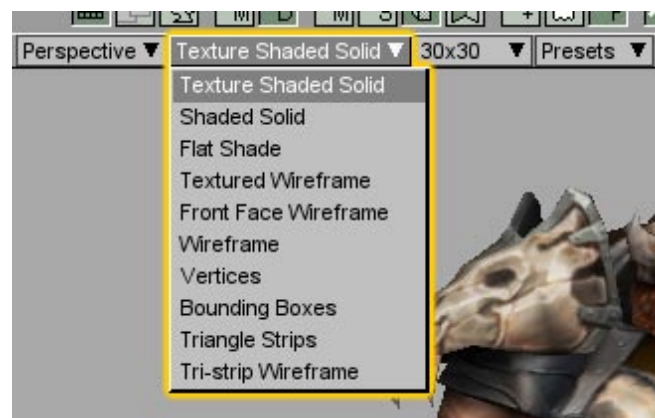 M D M S + F
Perspective Texture Shaded Solid 30x30 Presets
Texture Shaded Solid
Shaded Solid
Flat Shade
Textured Wireframe
Front Face Wireframe
Wireframe
Vertices
Bounding Boxes
Triangle Strips
Tri-strip Wireframe